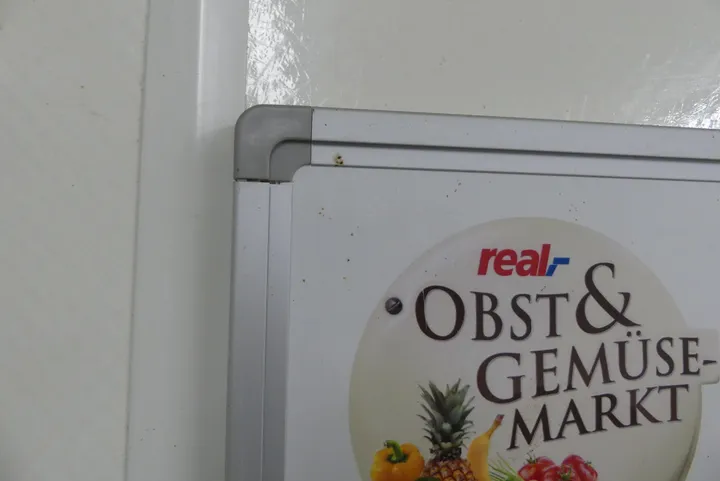 real,-
OBST &
GEMÜSE-
MARKT